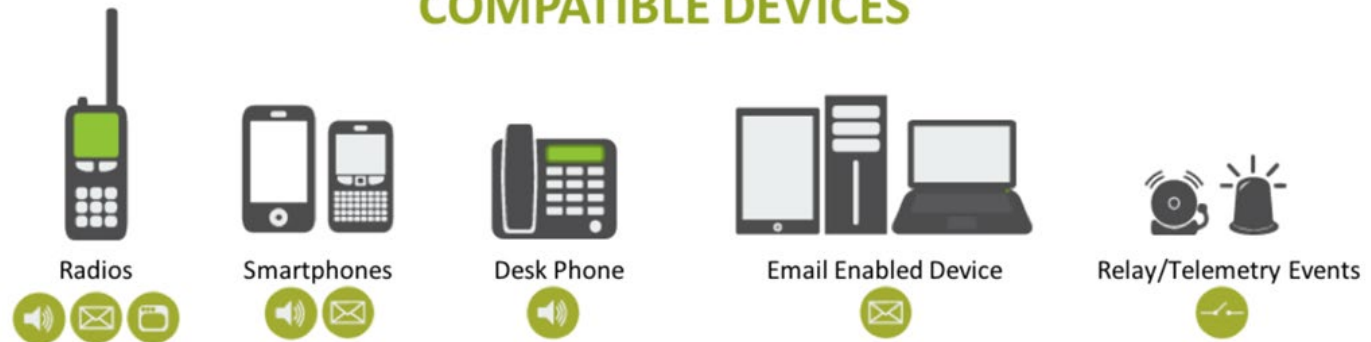 COMPATIBLE DEVICES
Radios
Smartphones
Desk Phone
Email Enabled Device
Relay/Telemetry Events